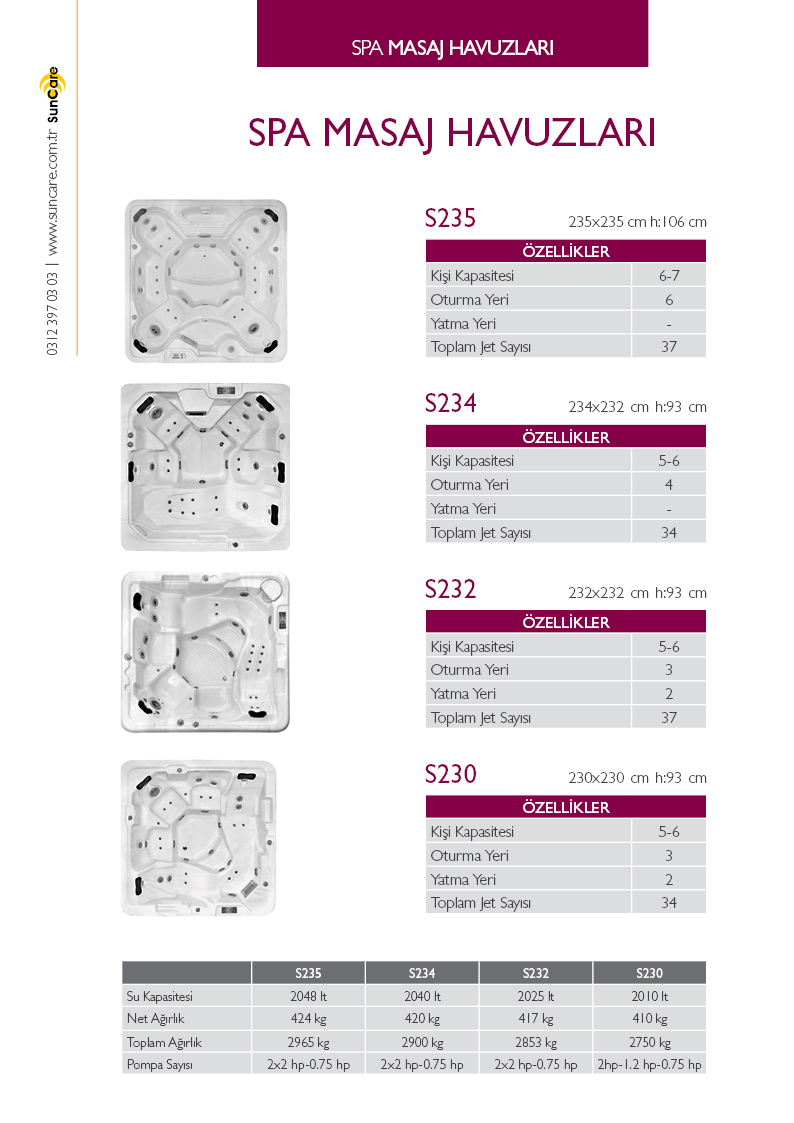 SPA MASAJ HAVUZLARI
SPA MASAJ HAVUZLARI
0312 397 03 03 | www.suncare.com.tr SunCare
S235 235x235 cm h:106 cm
ÖZELLİKLER
Kişi Kapasitesi 6-7
Oturma Yeri 6
Yatma Yeri -
Toplam Jet Sayısı 37
S234 234x232 cm h:93 cm
ÖZELLİKLER
Kişi Kapasitesi 5-6
Oturma Yeri 4
Yatma Yeri -
Toplam Jet Sayısı 34
S232 232x232 cm h:93 cm
ÖZELLİKLER
Kişi Kapasitesi 5-6
Oturma Yeri 3
Yatma Yeri 2
Toplam Jet Sayısı 37
S230 230x230 cm h:93 cm
ÖZELLİKLER
Kişi Kapasitesi 5-6
Oturma Yeri 3
Yatma Yeri 2
Toplam Jet Sayısı 34
S235 S234 S232 S230
Su Kapasitesi 2048 lt 2040 lt 2025 lt 2010 lt
Net Ağırlık 424 kg 420 kg 417 kg 410 kg
Toplam Ağırlık 2965 kg 2900 kg 2853 kg 2750 kg
Pompa Sayısı 2x2 hp-0.75 hp 2x2 hp-0.75 hp 2x2 hp-0.75 hp 2hp-1.2 hp-0.75 hp